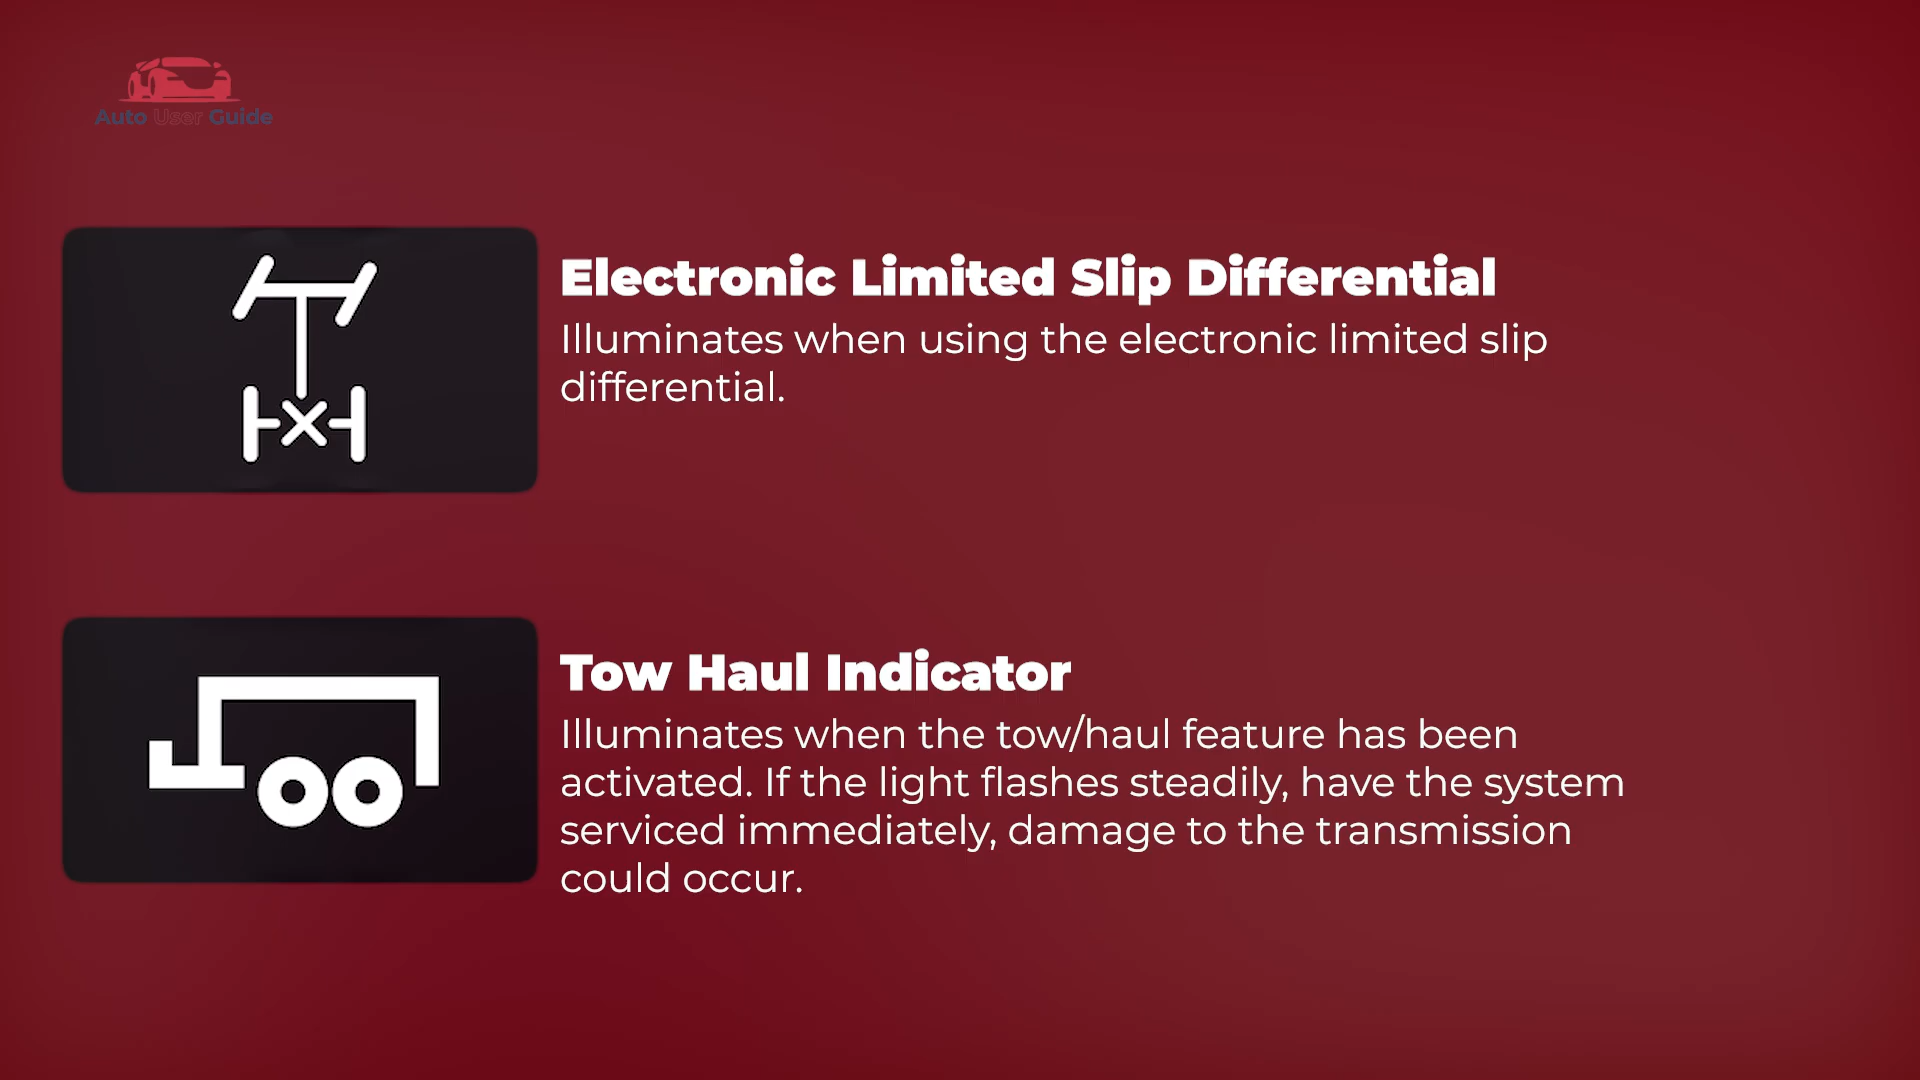 Auto User Guide
Electronic Limited Slip Differential
Illuminates when using the electronic limited slip
differential.
Tow Haul Indicator
Illuminates when the tow/haul feature has been
activated. If the light flashes steadily, have the system
serviced immediately, damage to the transmission
could occur.